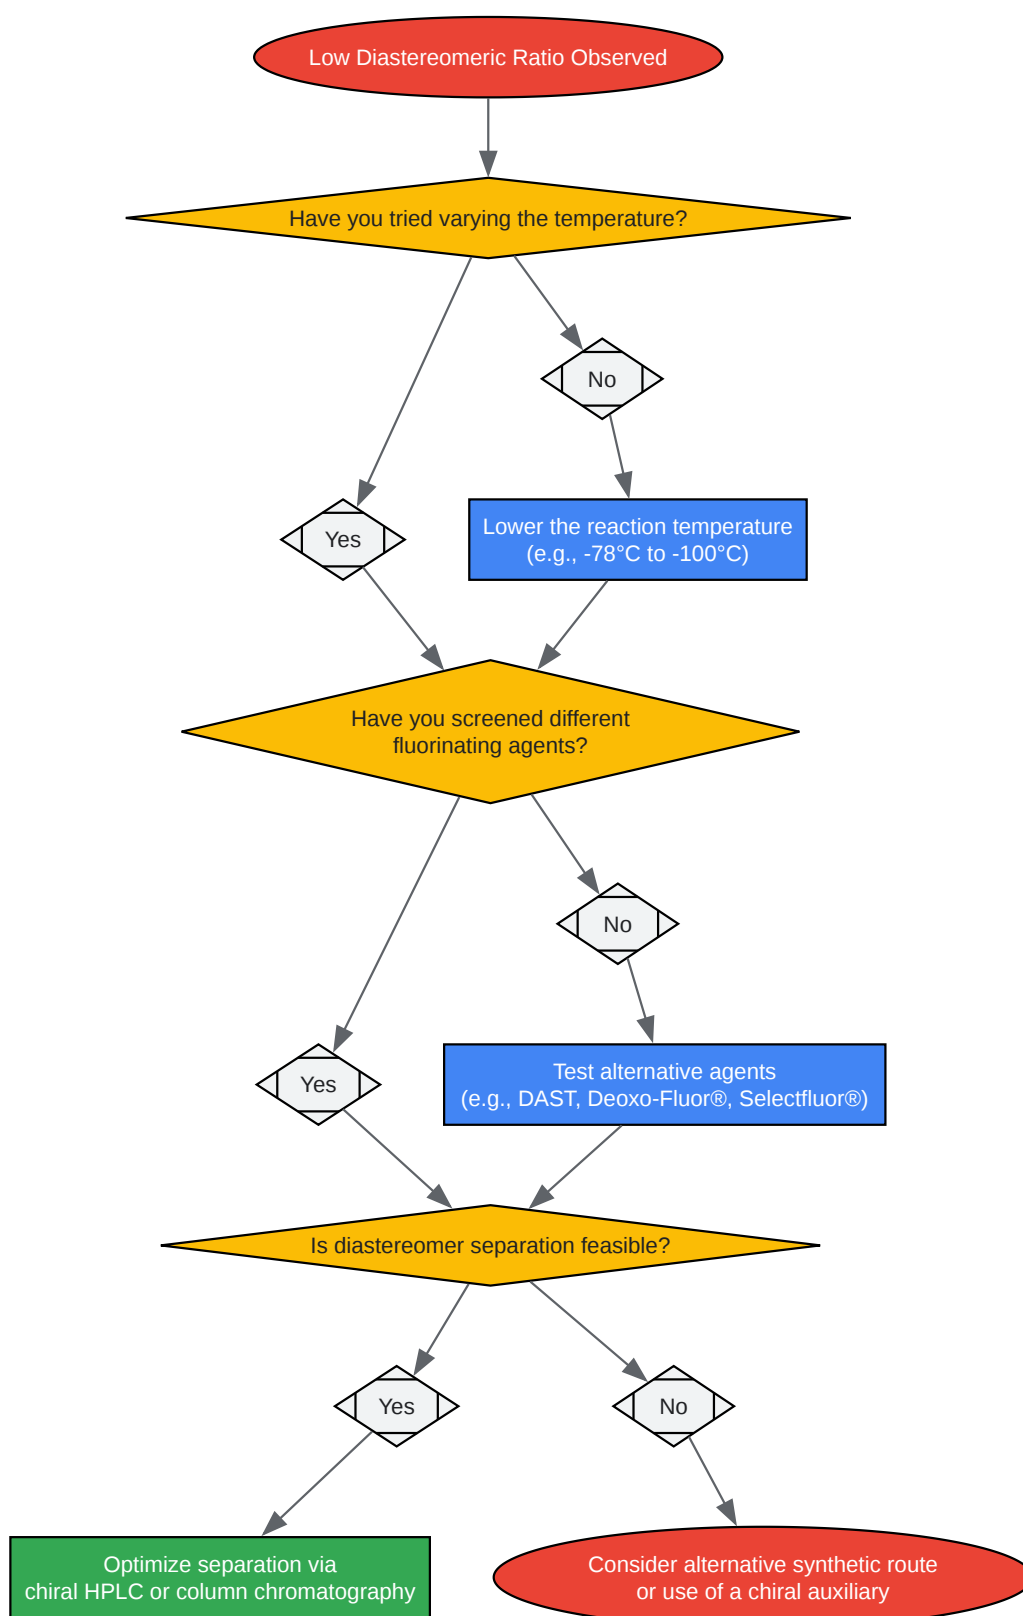 Low Diastereomeric Ratio Observed
Have you tried varying the temperature?
No
Yes
Lower the reaction temperature
(e.g., -78°C to -100°C)
Have you screened different
fluorinating agents?
No
Yes
Test alternative agents
(e.g., DAST, Deoxo-Fluor®, Selectfluor®)
Is diastereomer separation feasible?
Yes
No
Optimize separation via
chiral HPLC or column chromatography
Consider alternative synthetic route
or use of a chiral auxiliary